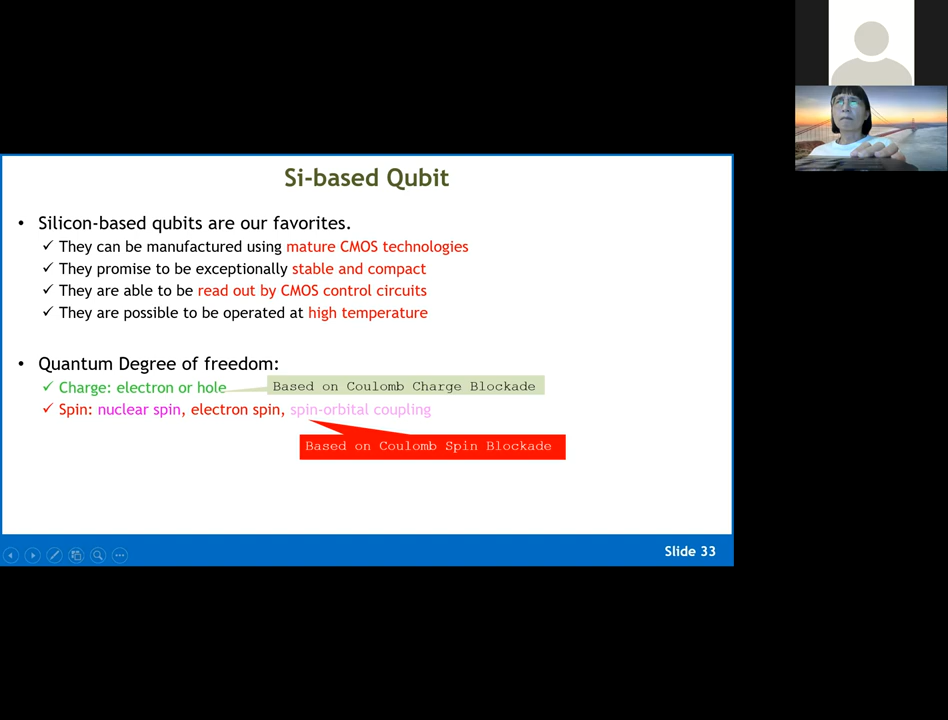 Si-based Qubit
• Silicon-based qubits are our favorites.
✓ They can be manufactured using mature CMOS technologies
✓ They promise to be exceptionally stable and compact
✓ They are able to be read out by CMOS control circuits
✓ They are possible to be operated at high temperature
• Quantum Degree of freedom:
✓ Charge: electron or hole
Based on Coulomb Charge Blockade
✓ Spin: nuclear spin, electron spin, spin-orbital coupling
Based on Coulomb Spin Blockade
Slide 33